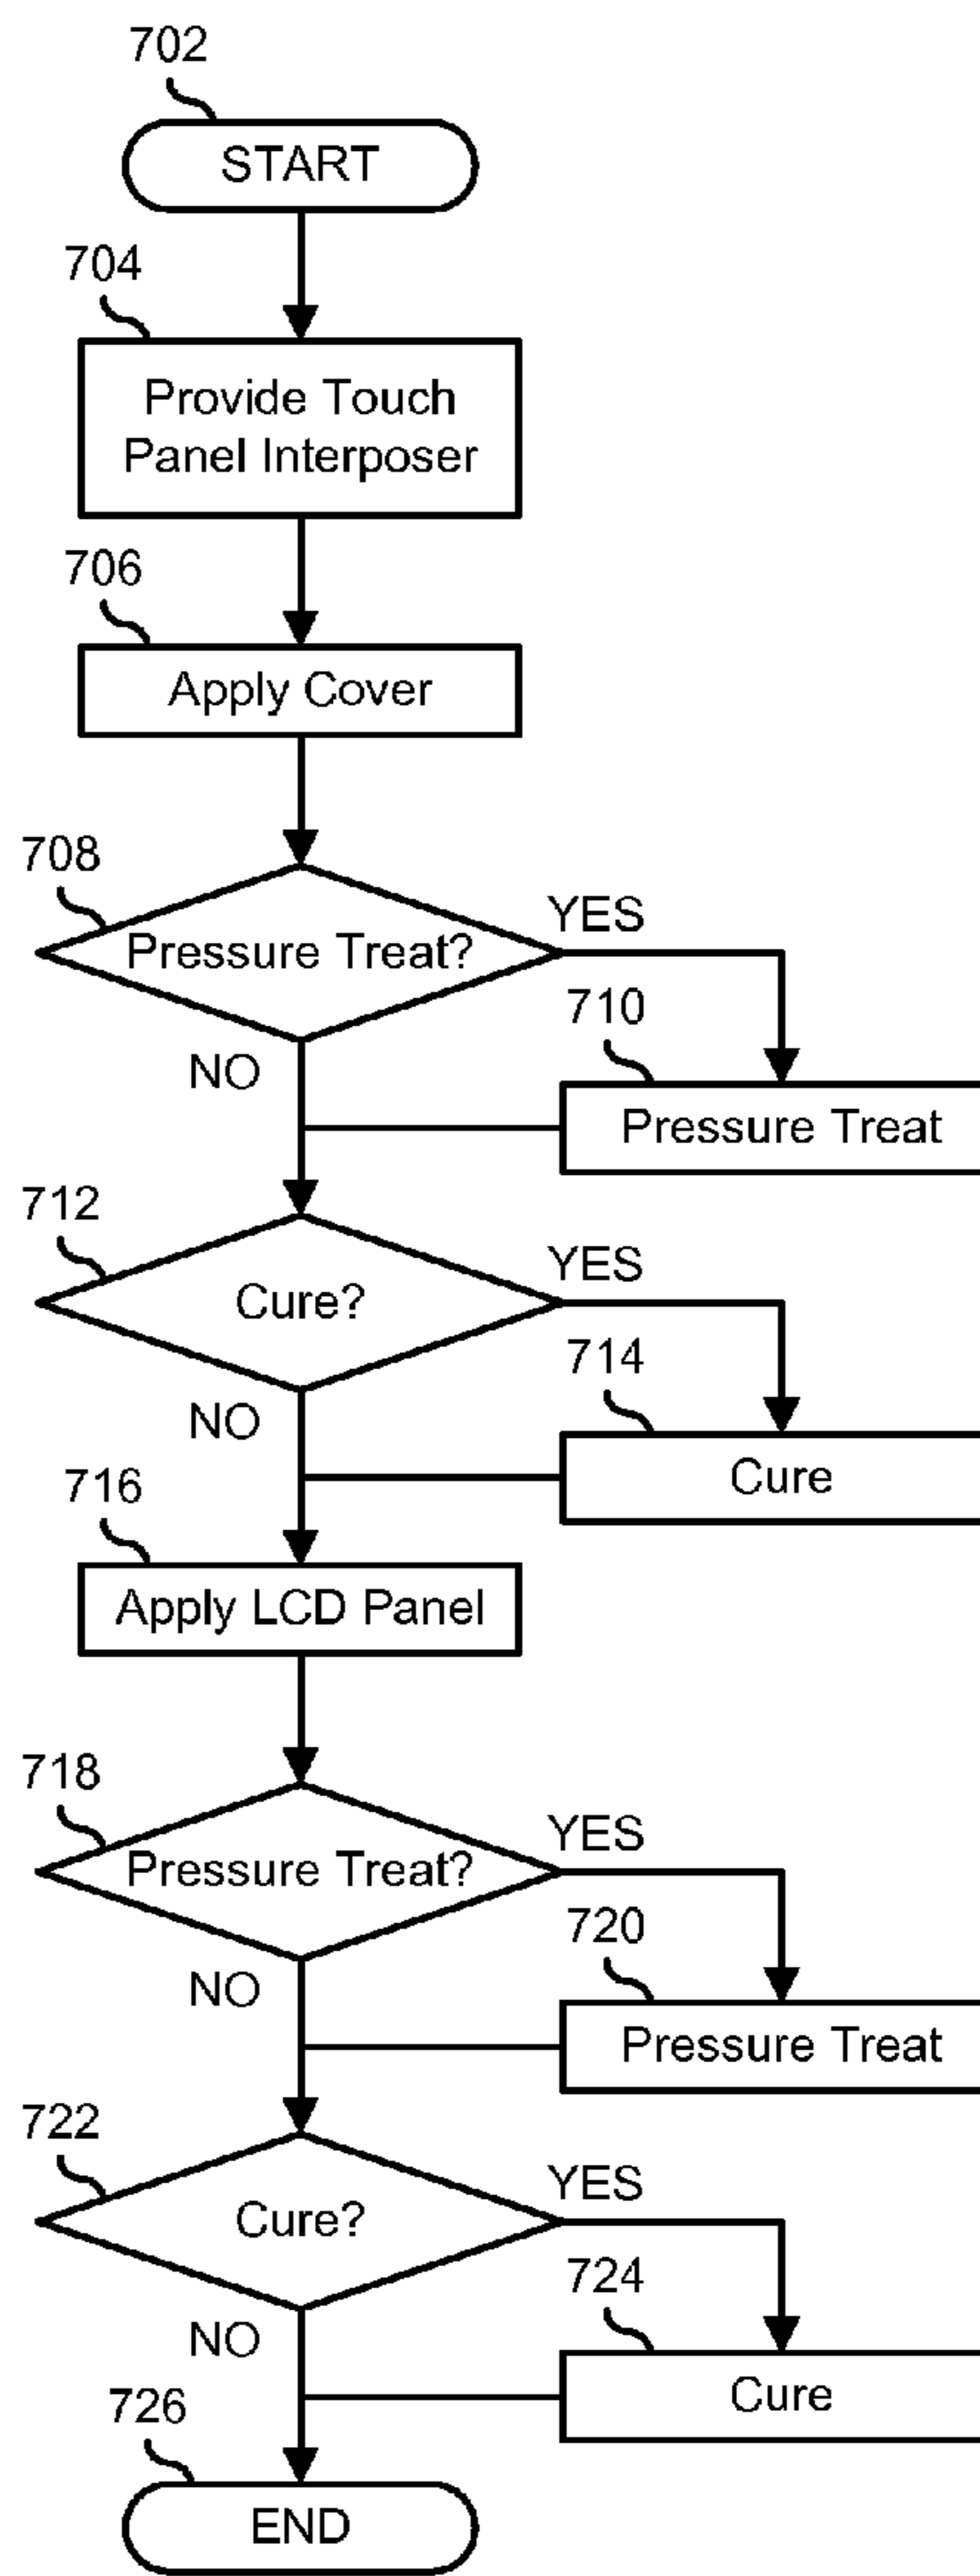 702
START
704
Provide Touch
Panel Interposer
706
Apply Cover
708
Pressure Treat?
YES
710
NO
Pressure Treat
712
Cure?
YES
714
NO
Cure
716
Apply LCD Panel
718
Pressure Treat?
YES
720
NO
Pressure Treat
722
Cure?
YES
724
NO
Cure
726
END